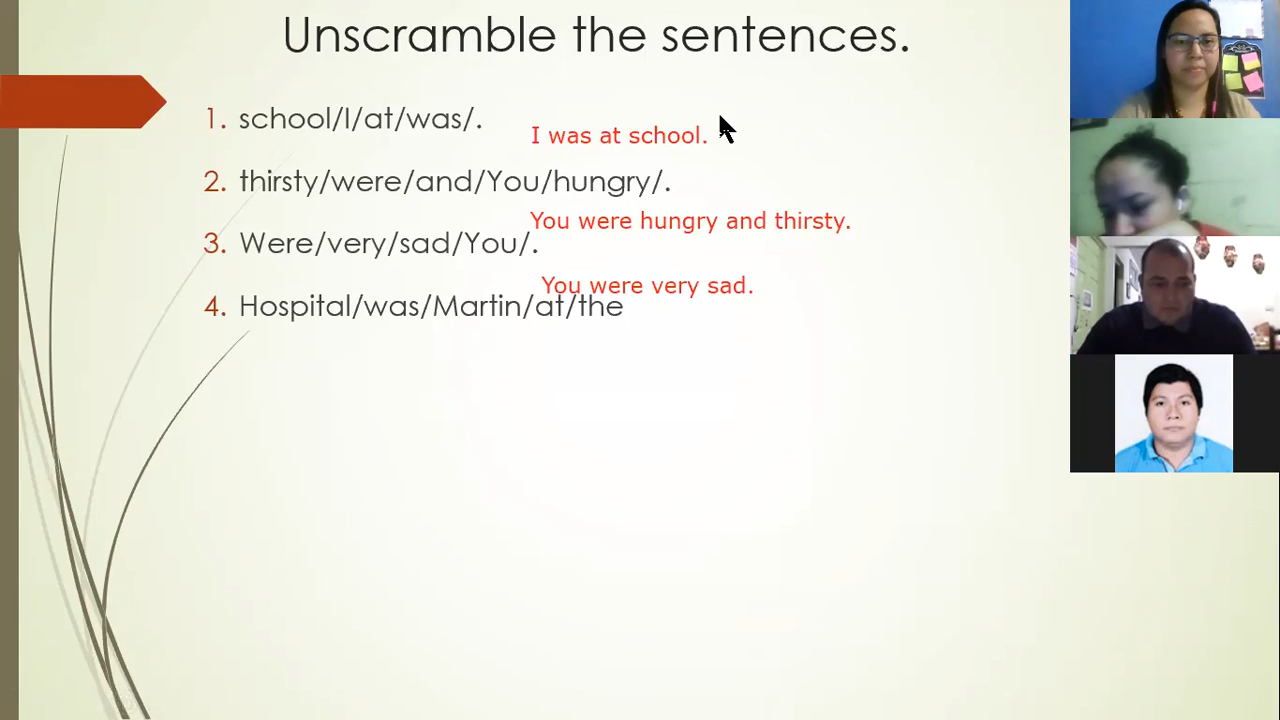 Unscramble the sentences.
1. school/I/at/was/.
I was at school.
2. thirsty/were/and/You/hungry/.
You were hungry and thirsty.
3. Were/very/sad/You/.
You were very sad.
4. Hospital/was/Martin/at/the